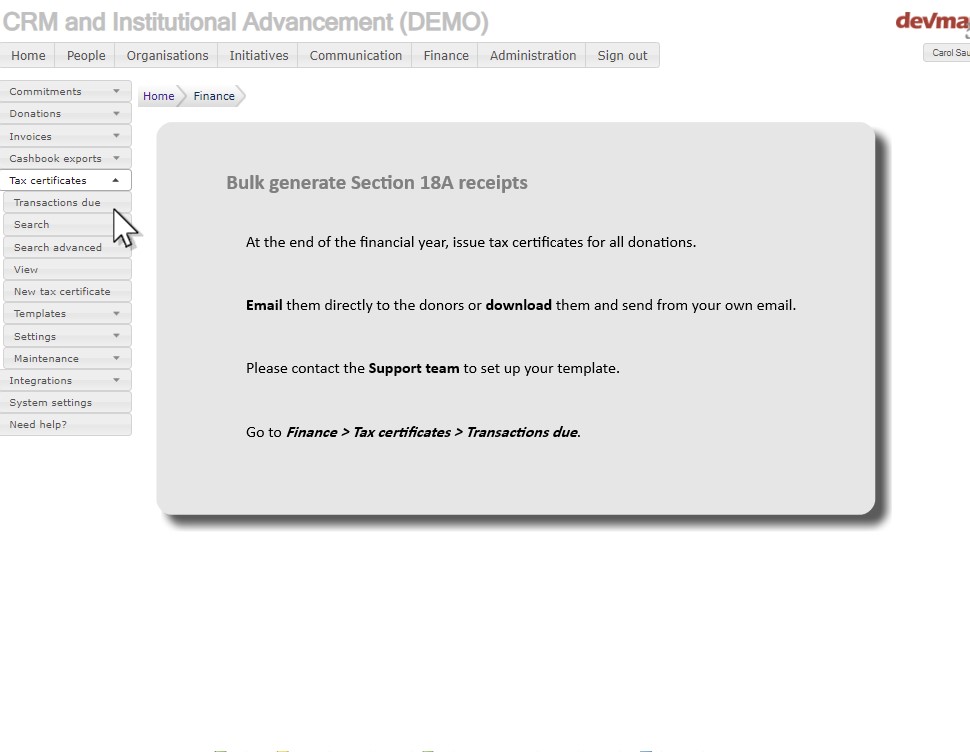 CRM and Institutional Advancement (DEMO)
Home People Organisations Initiatives Communication Finance Administration Sign out
Commitments
Donations
Invoices
Cashbook exports
Tax certificates
Transactions due
Search
Search advanced
View
New tax certificate
Templates
Settings
Maintenance
Integrations
System settings
Need help?
Home Finance
Bulk generate Section 18A receipts
At the end of the financial year, issue tax certificates for all donations.
Email them directly to the donors or download them and send from your own email.
Please contact the Support team to set up your template.
Go to Finance > Tax certificates > Transactions due.
devma
Carol Sau